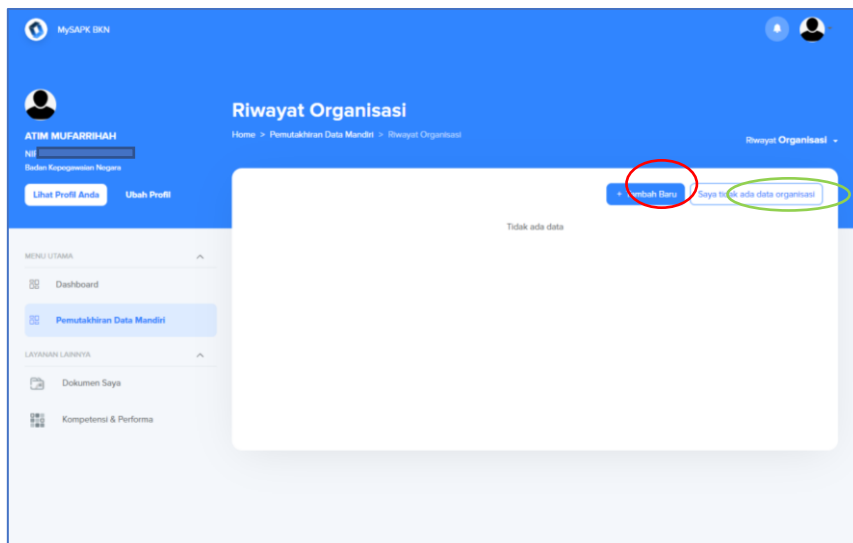 MySAPK BKN
ATIM MUFARRIHAH
NIP
Badan Kepegawaian Negara
Lihat Profil Anda
Ubah Profil
Riwayat Organisasi
Home > Pemutakhiran Data Mandiri > Riwayat Organisasi
Riwayat Organisasi
+ Tambah Baru
Saya tidak ada data organisasi
Tidak ada data
MENU UTAMA
Dashboard
Pemutakhiran Data Mandiri
LAYANAN LAINNYA
Dokumen Saya
Kompetensi & Performa